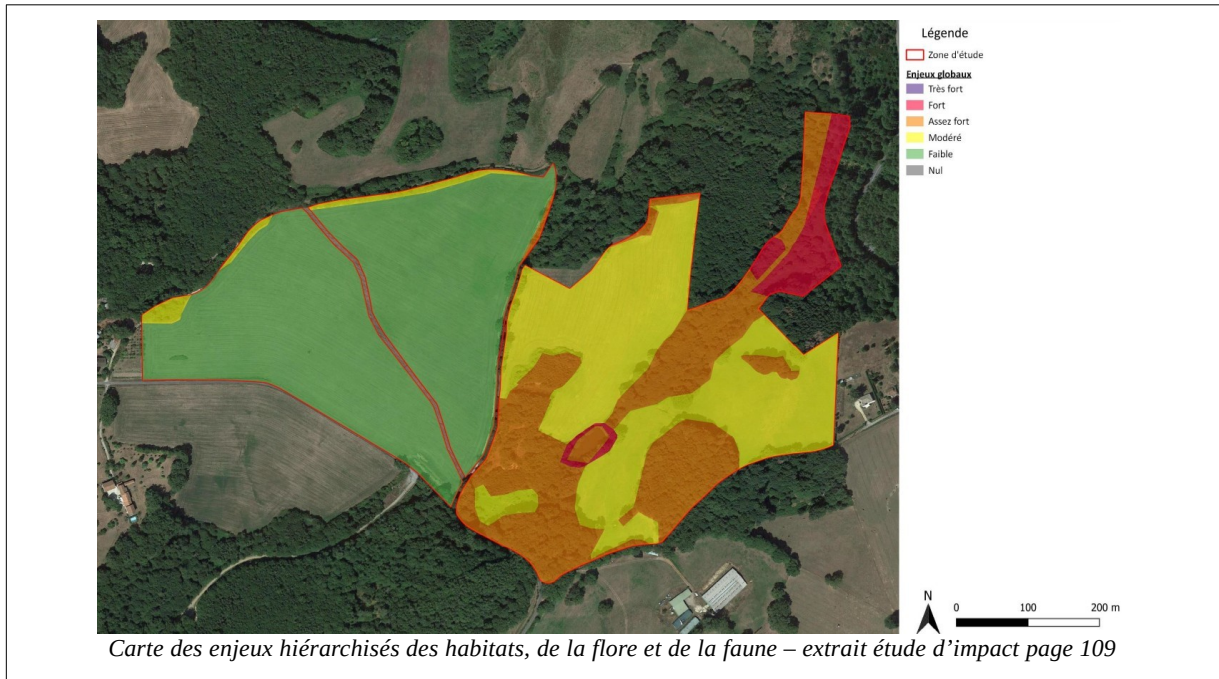 Légende
Zone d'étude
Enjeux globaux
Très fort
Fort
Assez fort
Modéré
Faible
Nul
N
0 100 200 m
Carte des enjeux hiérarchisés des habitats, de la flore et de la faune – extrait étude d’impact page 109